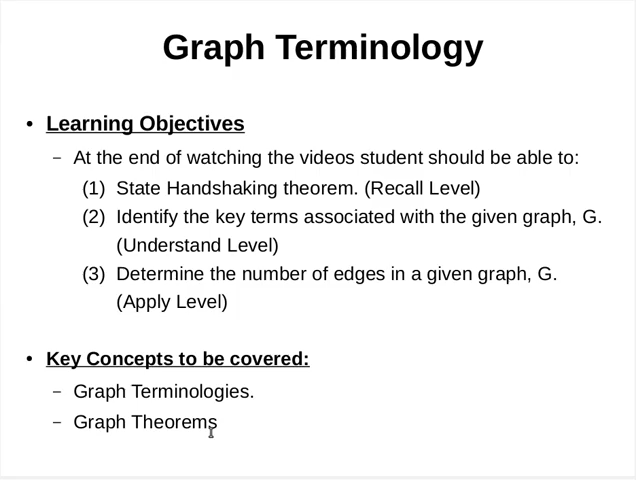 Graph Terminology
• Learning Objectives
– At the end of watching the videos student should be able to:
(1) State Handshaking theorem. (Recall Level)
(2) Identify the key terms associated with the given graph, G.
(Understand Level)
(3) Determine the number of edges in a given graph, G.
(Apply Level)
• Key Concepts to be covered:
– Graph Terminologies.
– Graph Theorems